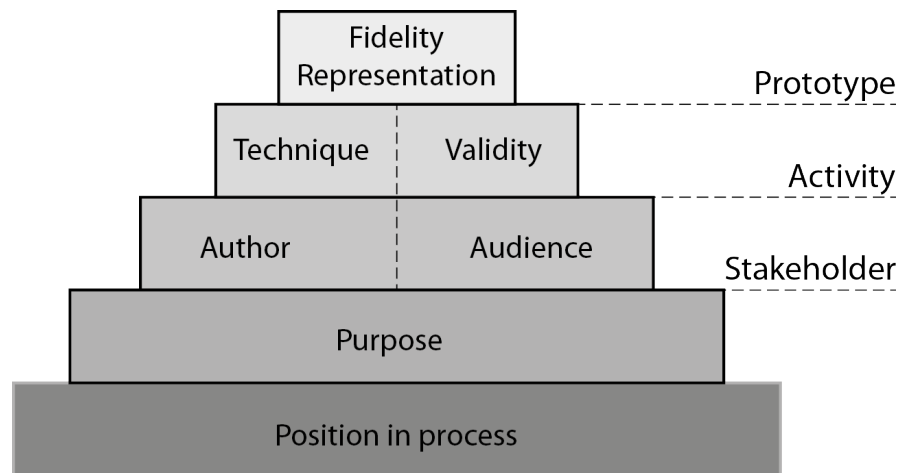 Fidelity
Representation
Prototype
Technique
Validity
Activity
Author
Audience
Stakeholder
Purpose
Position in process